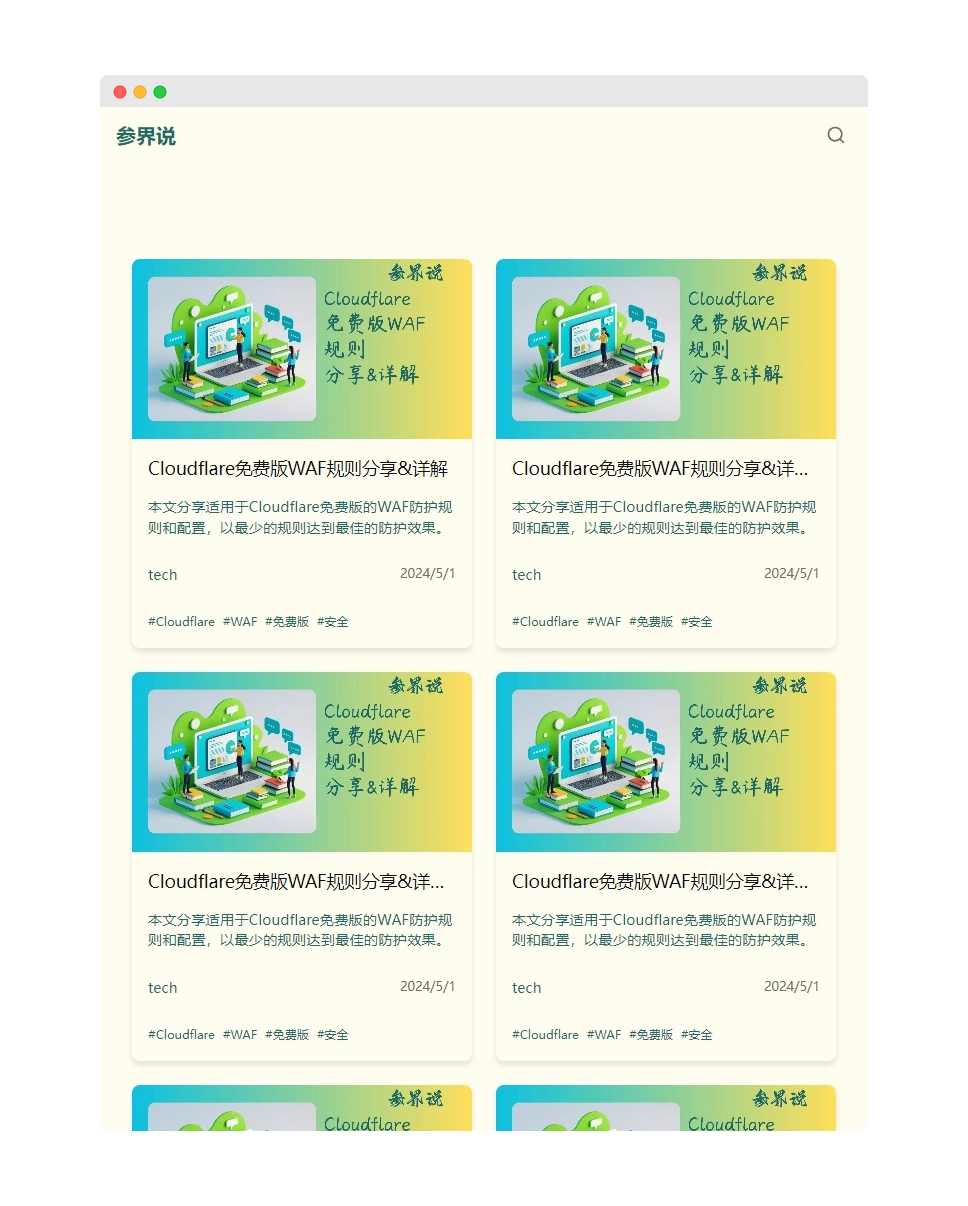 参界说
参界说
Cloudflare
免费版WAF
规则
分享&详解
Cloudflare免费版WAF规则分享&详解
本文分享适用于Cloudflare免费版的WAF防护规
则和配置，以最少的规则达到最佳的防护效果。
tech
2024/5/1
#Cloudflare #WAF #免费版 #安全
参界说
Cloudflare
免费版WAF
规则
分享&详解
Cloudflare免费版WAF规则分享&详...
本文分享适用于Cloudflare免费版的WAF防护规
则和配置，以最少的规则达到最佳的防护效果。
tech
2024/5/1
#Cloudflare #WAF #免费版 #安全
参界说
Cloudflare
免费版WAF
规则
分享&详解
Cloudflare免费版WAF规则分享&详...
本文分享适用于Cloudflare免费版的WAF防护规
则和配置，以最少的规则达到最佳的防护效果。
tech
2024/5/1
#Cloudflare #WAF #免费版 #安全
参界说
Cloudflare
免费版WAF
规则
分享&详解
Cloudflare免费版WAF规则分享&详...
本文分享适用于Cloudflare免费版的WAF防护规
则和配置，以最少的规则达到最佳的防护效果。
tech
2024/5/1
#Cloudflare #WAF #免费版 #安全
参界说
Cloudflare
参界说
Cloudflare